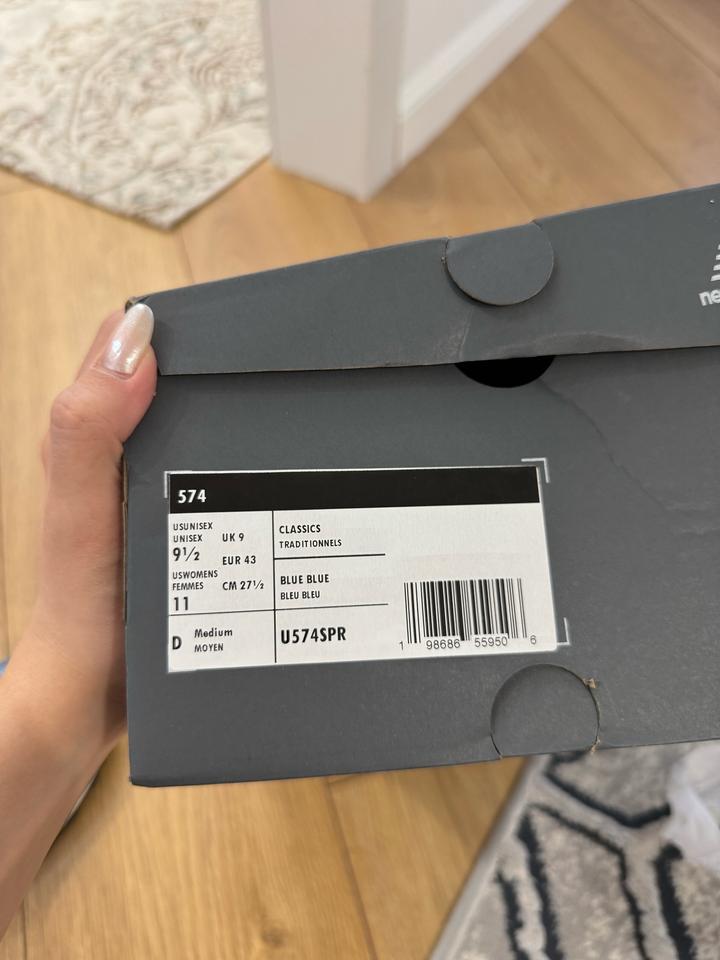 ne
574
USUNISEX
UNISEX
9½
USWOMENS
FEMMES
11
UK 9
EUR 43
CM 27½
D Medium
MOYEN
CLASSICS
TRADITIONNELS
BLUE BLUE
BLEU BLEU
U574SPR
1 98686 55950 6